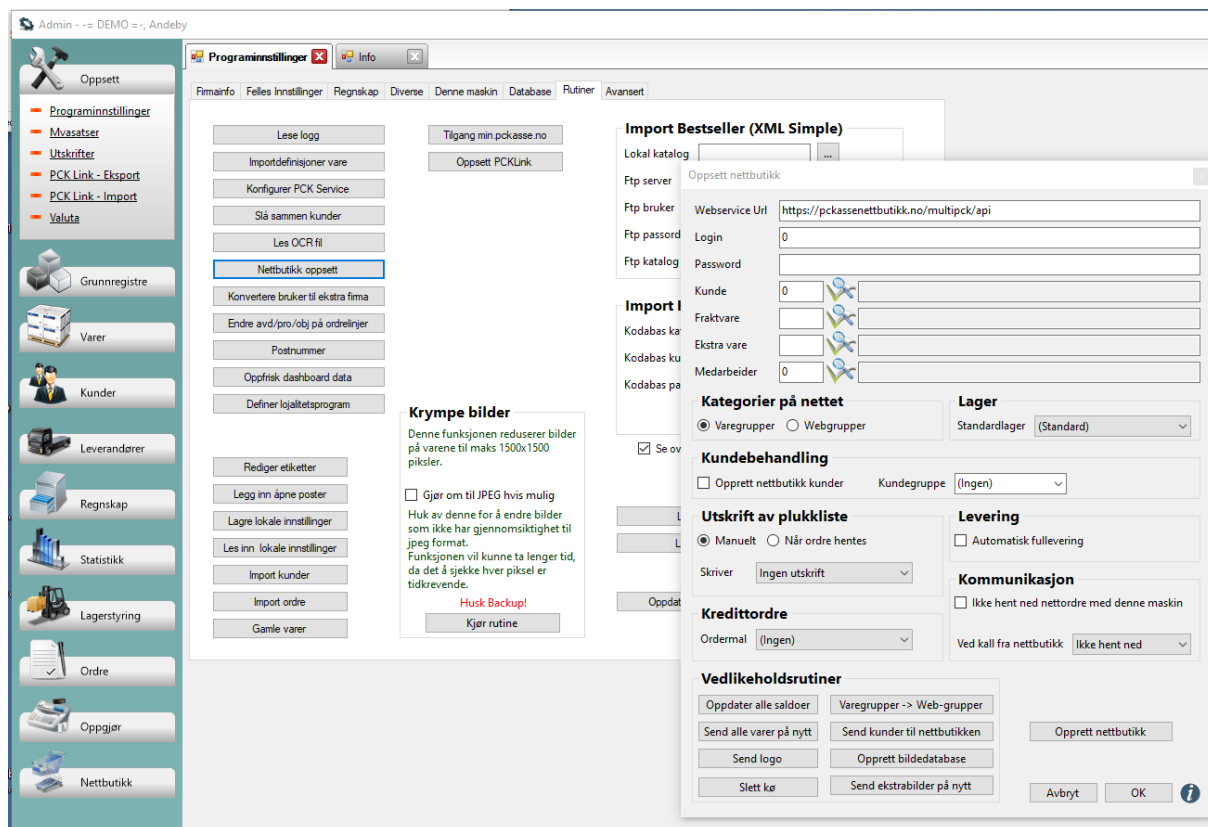 Admin - -= DEMO =-, Andeby
Oppsett
Programinnstillinger
Mvasatser
Utskrifter
PCK Link - Eksport
PCK Link - Import
Valuta
Grunnregistre
Varer
Kunder
Leverandører
Regnskap
Statistikk
Lagerstyring
Ordre
Oppgjør
Nettbutikk
Programinnstillinger
Info
Firmainfo
Felles Innstillinger
Regnskap
Diverse
Denne maskin
Database
Rutiner
Avansert
Lese logg
Importdefinisjoner vare
Konfigurer PCK Service
Slå sammen kunder
Les OCR fil
Nettbutikk oppsett
Konvertere bruker til ekstra firma
Endre avd/pro/obj på ordrelinjer
Postnummer
Oppfrisk dashboard data
Definer lojalitetsprogram
Rediger etiketter
Legg inn åpne poster
Lagre lokale innstillinger
Les inn lokale innstillinger
Import kunder
Import ordre
Gamle varer
Tilgang min.pckasse.no
Oppsett PCKLink
Krympe bilder
Denne funksjonen reduserer bilder
på varene til maks 1500x1500
piksler.
Gjør om til JPEG hvis mulig
Huk av denne for å endre bilder
som ikke har gjennomsiktighet til
jpeg format.
Funksjonen vil kunne ta lenger tid,
da det å sjekke hver piksel er
tidkrevende.
Husk Backup!
Kjør rutine
Import Bestseller (XML Simple)
Lokal katalog
...
Ftp server
Ftp bruker
Ftp passord
Ftp katalog
Import
Kodabas
Kodabas
Kodabas
Se
Oppsett nettbutikk
Webservice Url
https://pckassenettbutikk.no/multipck/api
Login
0
Password
Kunde
0
Fraktvare
Ekstra vare
Medarbeider
0
Kategorier på nettet
Varegrupper
Webgrupper
Lager
Standardlager
(Standard)
Kundebehandling
Opprett nettbutikk kunder
Kundegruppe
(Ingen)
Utskrift av plukkliste
Manuelt
Når ordre hentes
Skriver
Ingen utskrift
Levering
Automatisk fullevering
Kommunikasjon
Ikke hent ned nettordre med denne maskin
Ved kall fra nettbutikk
Ikke hent ned
Kredittordre
Ordermal
(Ingen)
Vedlikeholdsrutiner
Oppdater alle saldoer
Varegrupper -> Web-grupper
Send alle varer på nytt
Send kunder til nettbutikken
Send logo
Opprett bildedatabase
Slett kø
Send ekstrabilder på nytt
Opprett nettbutikk
Avbryt
OK